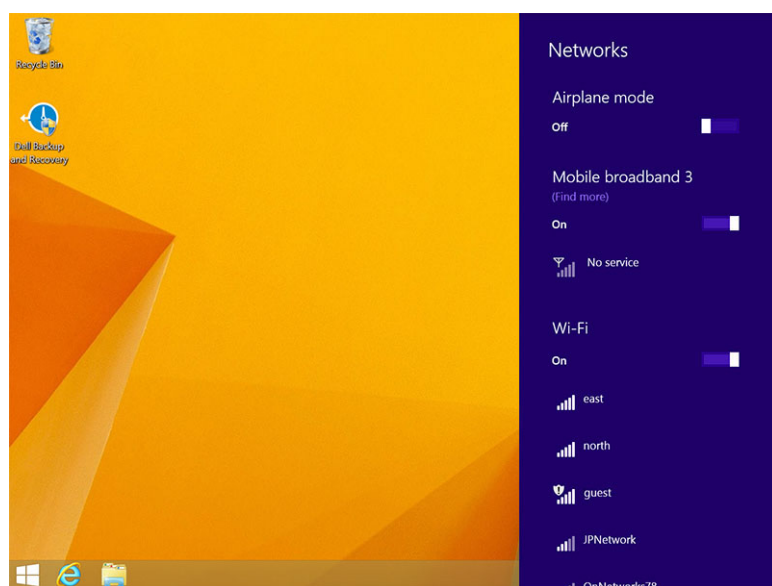 Recycle Bin
Dell Backup
and Recovery
Networks
Airplane mode
Off
Mobile broadband 3
(Find more)
On
No service
Wi-Fi
On
east
north
guest
JPNetwork
OnNetworks78